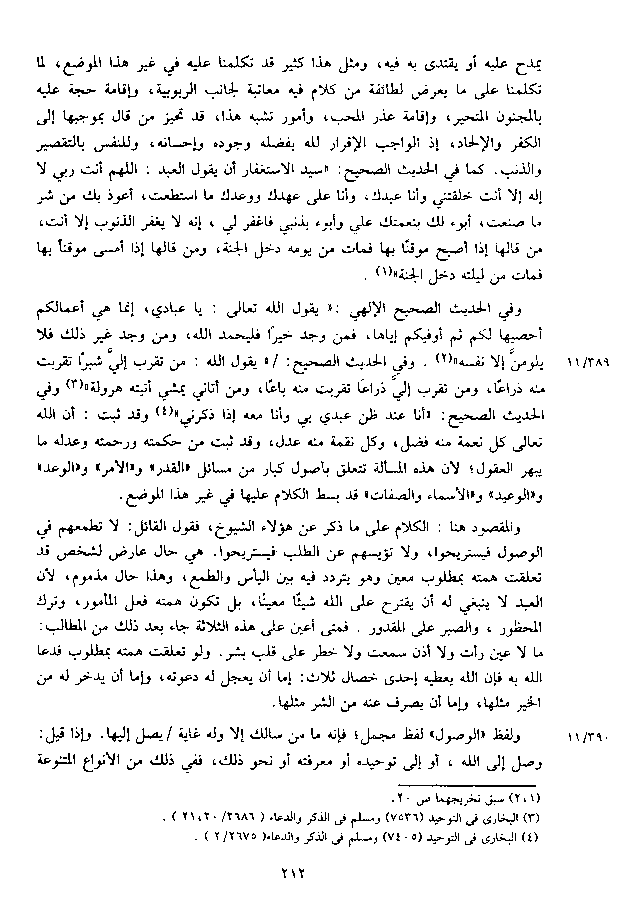 يمدح عليه أو يقتدى به فيه، ومثل هذا كثير قد تكلمنا عليه في غير هذا الموضع، لما
تكلمنا على ما يعرض لطائفة من كلام فيه معاتبة لجانب الربوبية، وإقامة حجة عليه
بالمجنون المتحير، وإقامة عذر المحب، وأمور تشبه هذا، قد تحيز من قال بموجبها إلى
الكفر والإلحاد، إذ الواجب الإقرار لله بفضله وجوده وإحسانه، وللنفس بالتقصير
والذنب. كما في الحديث الصحيح: «سيد الاستغفار أن يقول العبد : اللهم أنت ربي لا
إله إلا أنت خلقتني وأنا عبدك، وأنا على عهدك ووعدك ما استطعت، أعوذ بك من شر
ما صنعت، أبوء لك بنعمتك علي وأبوء بذنبي فاغفر لي ، إنه لا يغفر الذنوب إلا أنت،
من قالها إذا أصبح موقنًا بها فمات من يومه دخل الجنة، ومن قالها إذا أمسى موقناً بها
فمات من ليلته دخل الجنة»(١) .
وفي الحديث الصحيح الإلهي :« يقول الله تعالى : يا عبادي، إنما هي أعمالكم
أحصيها لكم ثم أوفيكم إياها، فمن وجد خيرًا فليحمد الله، ومن وجد غير ذلك فلا
١١/٣٨٩ يلومنَّ إلا نفسه»(٢) . وفي الحديث الصحيح: /« يقول الله : من تقرب إليَّ شبرًا تقربت
منه ذراعًا، ومن تقرب إليَّ ذراعًا تقربت منه باعًا، ومن أتاني يمشي أتيته هرولة»(٣) وفي
الحديث الصحيح: «أنا عند ظن عبدي بي وأنا معه إذا ذكرني»(٤) وقد ثبت : أن الله
تعالى كل نعمة منه فضل، وكل نقمة منه عدل، وقد ثبت من حكمته ورحمته وعدله ما
يبهر العقول؛ لأن هذه المسألة تتعلق بأصول كبار من مسائل «القدر» و«الأمر» و«الوعد»
و«الوعيد» و«الأسماء والصفات» قد بسط الكلام عليها في غير هذا الموضع.
والمقصود هنا : الكلام على ما ذكر عن هؤلاء الشيوخ، فقول القائل: لا تطمعهم في
الوصول فيستريحوا، ولا تؤيسهم عن الطلب فيستريحوا. هي حال عارض لشخص قد
تعلقت همته بمطلوب معين وهو يتردد فيه بين اليأس والطمع، وهذا حال مذموم، لأن
العبد لا ينبغي له أن يقترح على الله شيئًا معينًا، بل تكون همته فعل المأمور، وترك
المحظور ، والصبر على المقدور . فمتى أعين على هذه الثلاثة جاء بعد ذلك من المطالب:
ما لا عين رأت ولا أذن سمعت ولا خطر على قلب بشر. ولو تعلقت همته بمطلوب فدعا
الله به فإن الله يعطيه إحدى خصال ثلاث: إما أن يعجل له دعوته، وإما أن يدخر له من
الخير مثلها، وإما أن يصرف عنه من الشر مثلها.
١١/٣٩٠ ولفظ «الوصول» لفظ مجمل؛ فإنه ما من سالك إلا وله غاية /يصل إليها. وإذا قيل:
وصل إلى الله ، أو إلى توحيده أو معرفته أو نحو ذلك، ففي ذلك من الأنواع المتنوعة
(٢،١) سبق تخريجهما ص ٢٠.
(٣) البخارى فى التوحيد (٧٥٣٦) ومسلم فى الذكر والدعاء ( ٢١،٢٠/٢٦٨٦ ) .
(٤) البخارى فى التوحيد (٧٤٠٥) ومسلم فى الذكر والدعاء( ٢/٢٦٧٥ ) .
٢١٢